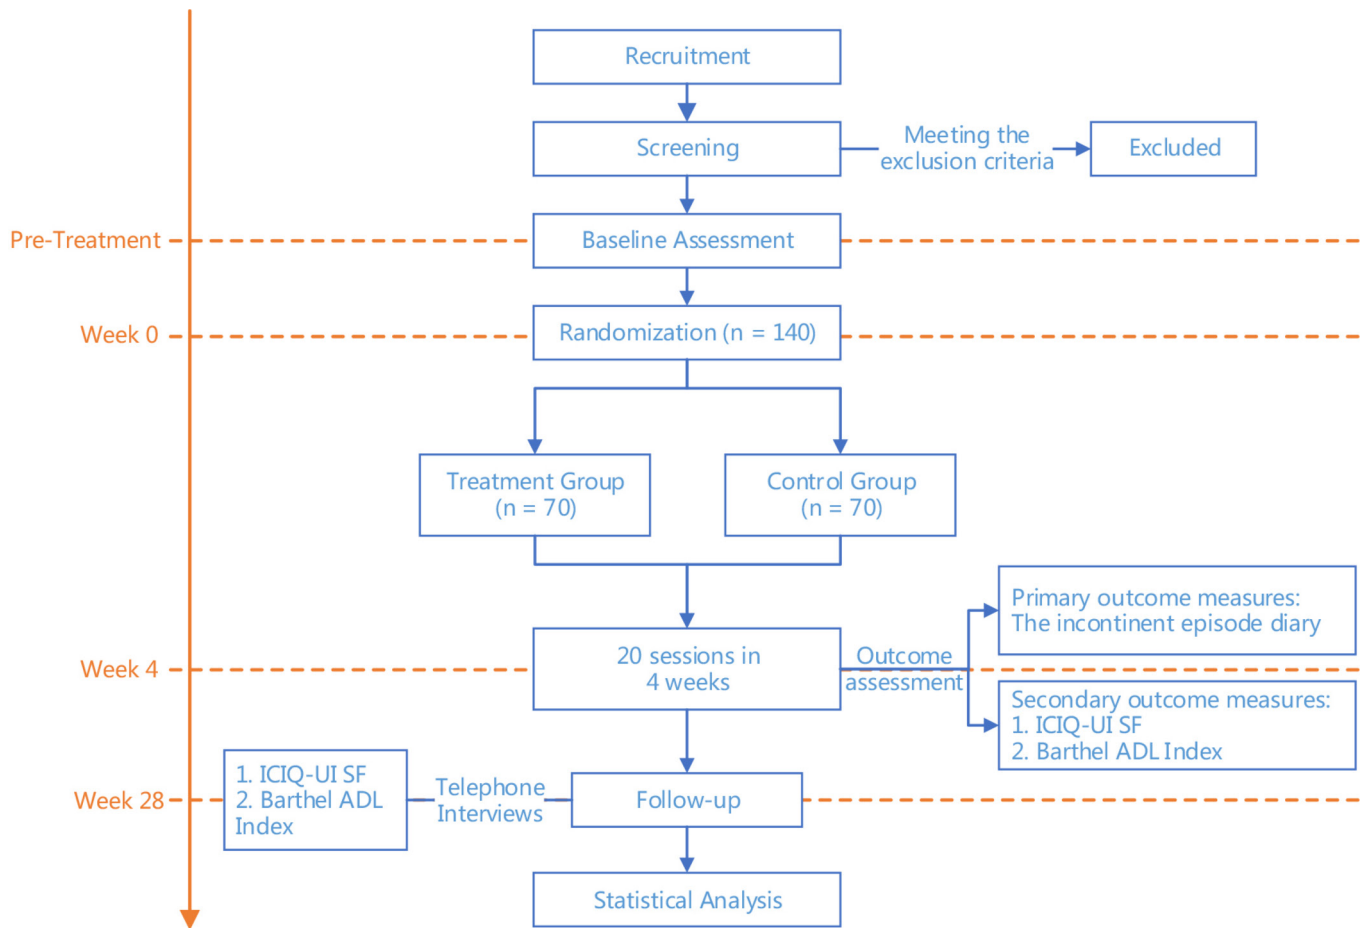 Recruitment
Screening
Meeting the
exclusion criteria
Excluded
Pre-Treatment
Baseline Assessment
Week 0
Randomization (n = 140)
Treatment Group
(n = 70)
Control Group
(n = 70)
Week 4
20 sessions in
4 weeks
Outcome
assessment
Primary outcome measures:
The incontinent episode diary
Secondary outcome measures:
1. ICIQ-UI SF
2. Barthel ADL Index
Week 28
1. ICIQ-UI SF
2. Barthel ADL
Index
Telephone
Interviews
Follow-up
Statistical Analysis